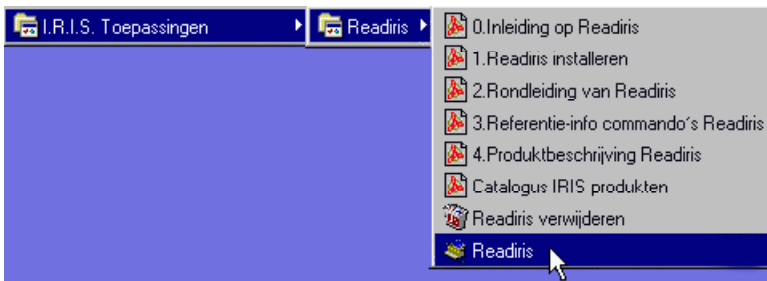 I.R.I.S. Toepassingen
Readiris
0.Inleiding op Readiris
1.Readiris installeren
2.Rondleiding van Readiris
3.Referentie-info commando's Readiris
4.Produktbeschrijving Readiris
Catalogus IRIS produkten
Readiris verwijderen
Readiris